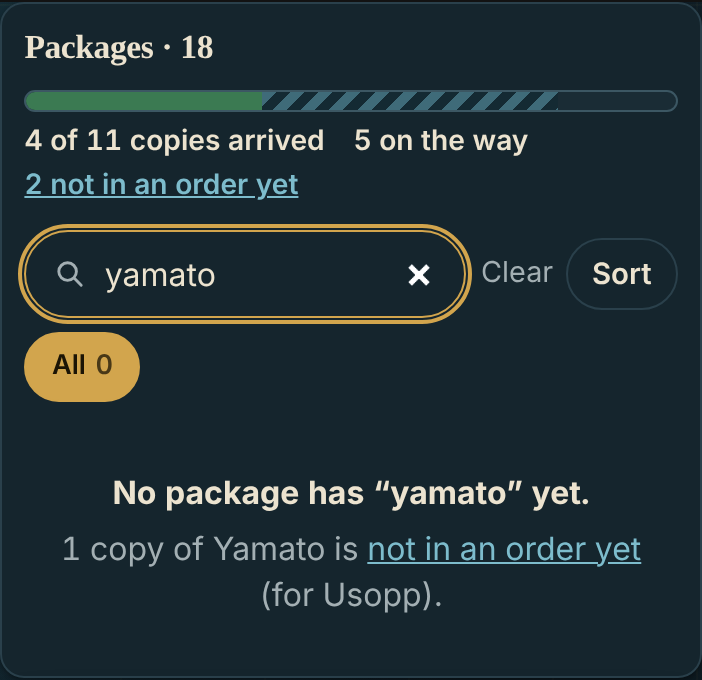 Packages · 18
4 of 11 copies arrived 5 on the way
2 not in an order yet
yamato Clear Sort
All 0
No package has “yamato” yet.
1 copy of Yamato is not in an order yet
(for Usopp).